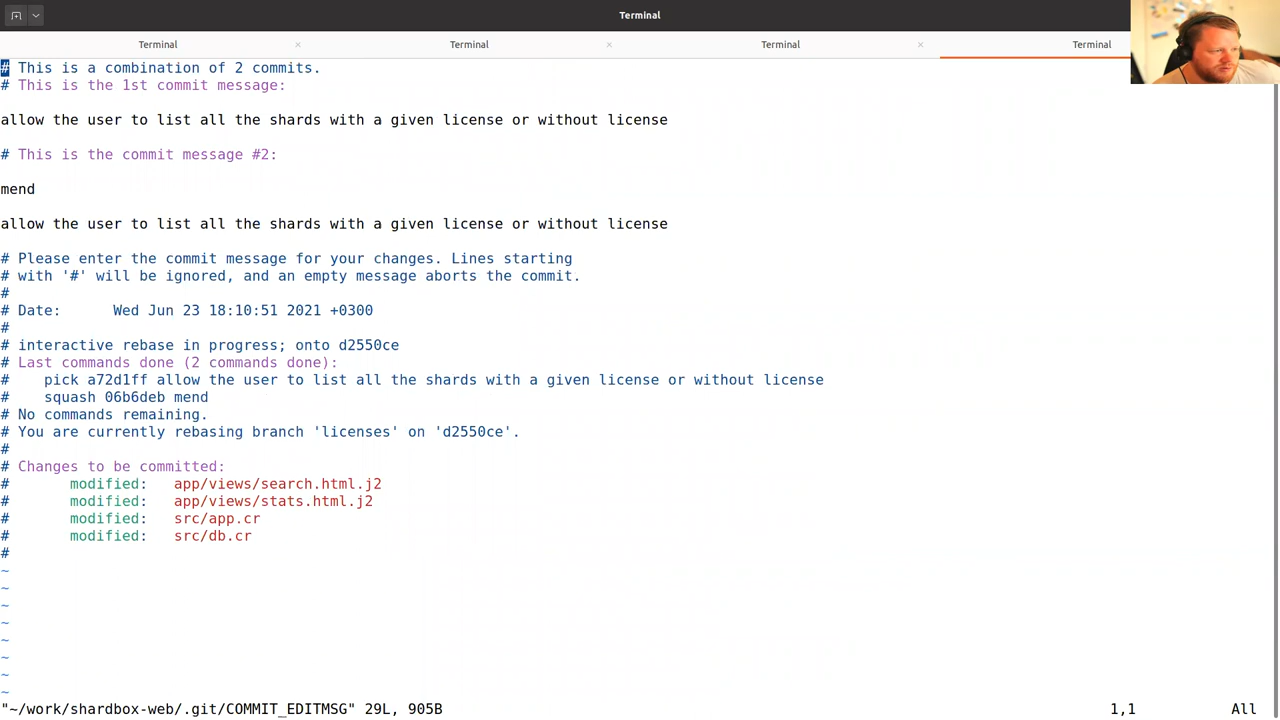 Terminal
Terminal
Terminal
Terminal
Terminal
# This is a combination of 2 commits.
# This is the 1st commit message:
allow the user to list all the shards with a given license or without license
# This is the commit message #2:
mend
allow the user to list all the shards with a given license or without license
# Please enter the commit message for your changes. Lines starting
# with '#' will be ignored, and an empty message aborts the commit.
#
# Date:      Wed Jun 23 18:10:51 2021 +0300
#
# interactive rebase in progress; onto d2550ce
# Last commands done (2 commands done):
#    pick a72d1ff allow the user to list all the shards with a given license or without license
#    squash 06b6deb mend
# No commands remaining.
# You are currently rebasing branch 'licenses' on 'd2550ce'.
#
# Changes to be committed:
#       modified:   app/views/search.html.j2
#       modified:   app/views/stats.html.j2
#       modified:   src/app.cr
#       modified:   src/db.cr
#
~
~
~
~
~
~
~
~
"~/work/shardbox-web/.git/COMMIT_EDITMSG" 29L, 905B 1,1 All